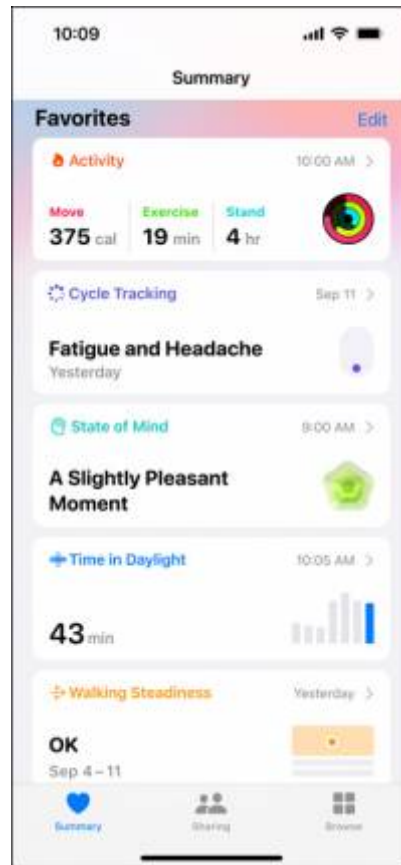 10:09
Summary
Favorites
Edit
Activity
10:00 AM
Move
Exercise
Stand
375 cal
19 min
4 hr
Cycle Tracking
Sep 11
Fatigue and Headache
Yesterday
State of Mind
9:00 AM
A Slightly Pleasant
Moment
Time in Daylight
10:05 AM
43 min
Walking Steadiness
Yesterday
OK
Sep 4–11
Summary
Sharing
Browse